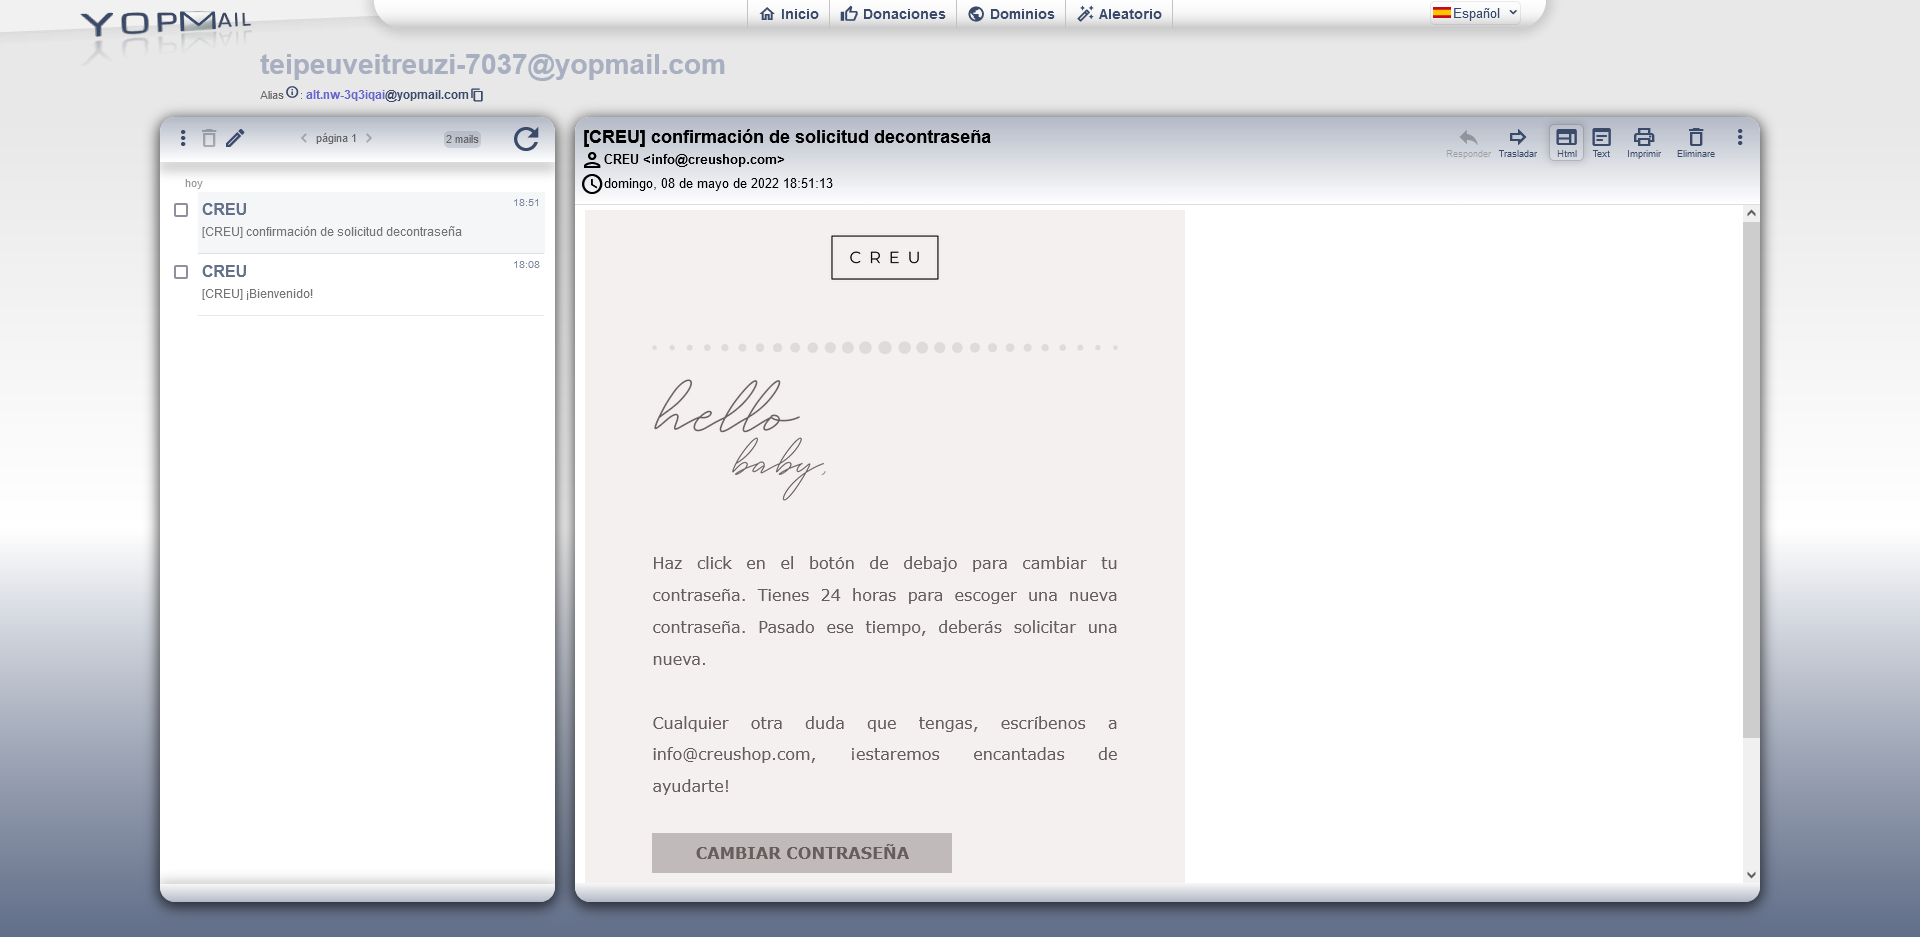 YOPMAIL
Inicio
Donaciones
Dominios
Aleatorio
Español
teipeuveitreuzi-7037@yopmail.com
Alias : alt.nw-3q3iqai@yopmail.com
página 1
2 mails
hoy
CREU
18:51
[CREU] confirmación de solicitud decontraseña
CREU
18:08
[CREU] ¡Bienvenido!
[CREU] confirmación de solicitud decontraseña
CREU <info@creushop.com>
domingo, 08 de mayo de 2022 18:51:13
Responder
Trasladar
Html
Text
Imprimir
Eliminare
CREU
hello
baby,
Haz click en el botón de debajo para cambiar tu
contraseña. Tienes 24 horas para escoger una nueva
contraseña. Pasado ese tiempo, deberás solicitar una
nueva.
Cualquier otra duda que tengas, escríbenos a
info@creushop.com, ¡estaremos encantadas de
ayudarte!
CAMBIAR CONTRASEÑA